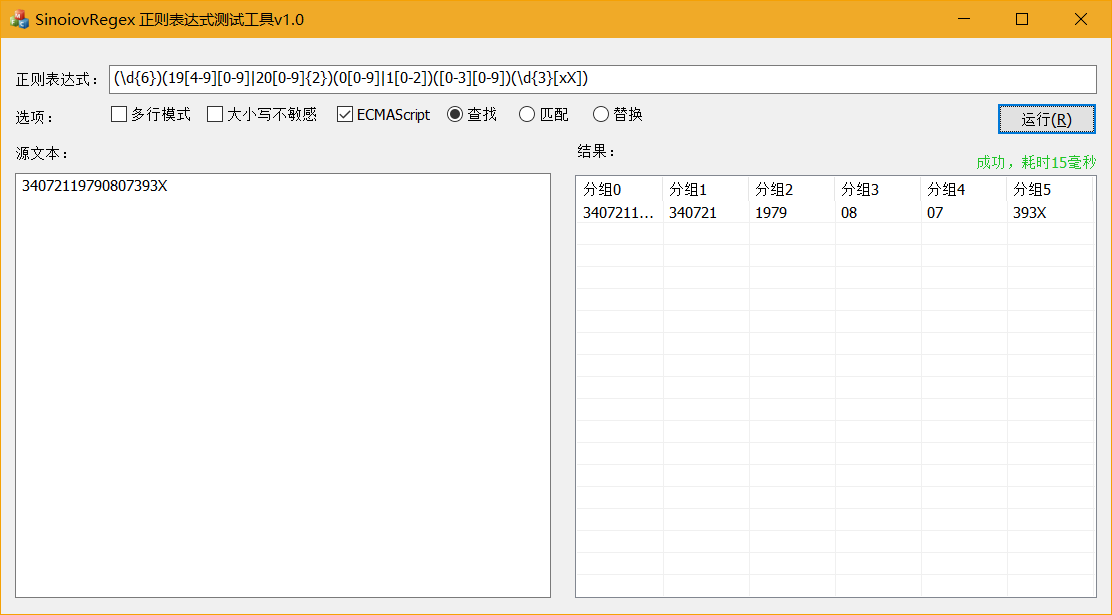 SinoiovRegex 正则表达式测试工具v1.0
正则表达式： (\d{6})(19[4-9][0-9]|20[0-9]{2})(0[0-9]|1[0-2])([0-3][0-9])(\d{3}[xX])
选项： 多行模式 大小写不敏感 ECMAScript 查找 匹配 替换 运行(R)
源文本： 结果： 成功，耗时15毫秒
34072119790807393X
分组0 分组1 分组2 分组3 分组4 分组5
3407211... 340721 1979 08 07 393X